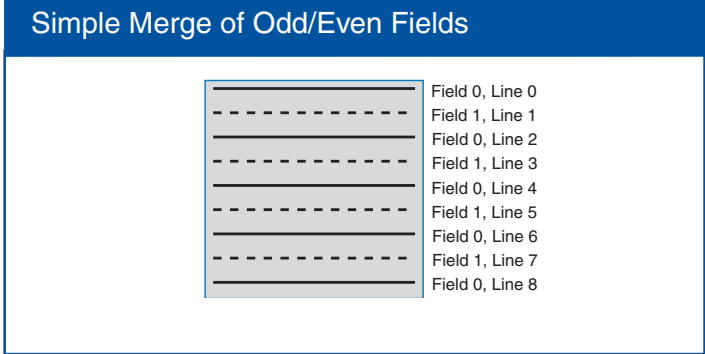 Simple Merge of Odd/Even Fields
Field 0, Line 0
Field 1, Line 1
Field 0, Line 2
Field 1, Line 3
Field 0, Line 4
Field 1, Line 5
Field 0, Line 6
Field 1, Line 7
Field 0, Line 8